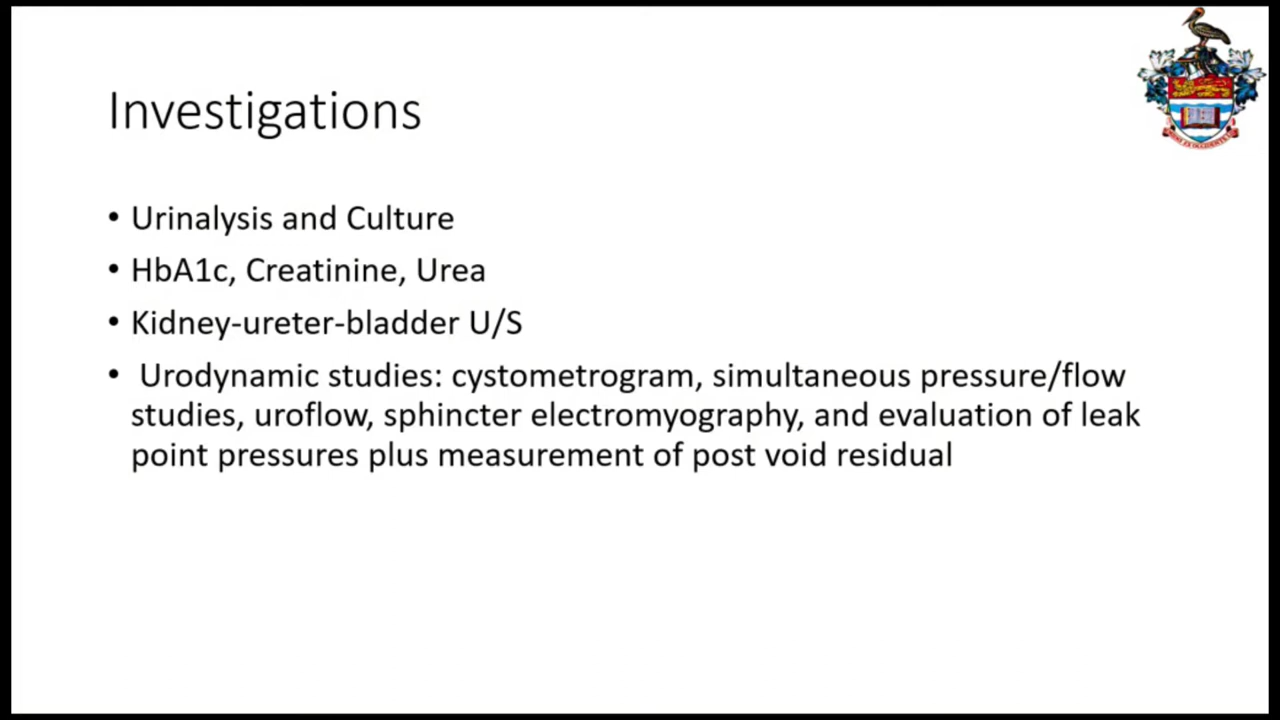 Investigations
• Urinalysis and Culture
• HbA1c, Creatinine, Urea
• Kidney-ureter-bladder U/S
• Urodynamic studies: cystometrogram, simultaneous pressure/flow
studies, uroflow, sphincter electromyography, and evaluation of leak
point pressures plus measurement of post void residual